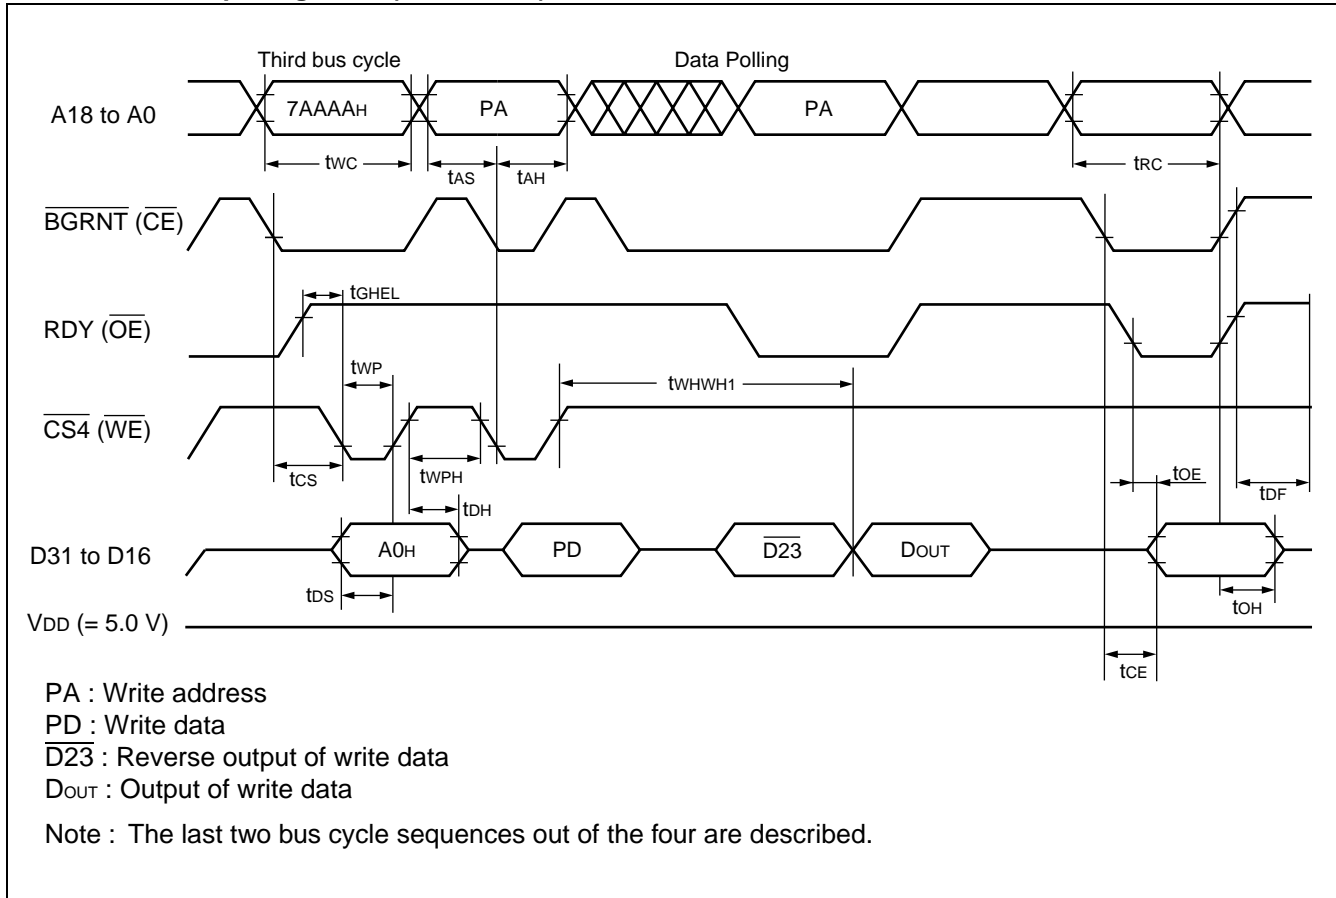 Third bus cycle
Data Polling
A18 to A0
7AAAAH
PA
PA
tWC
tAS
tAH
tRC
BGRNT (CE)
tGHEL
RDY (OE)
tWP
tWHWH1
CS4 (WE)
tCS
tWPH
tOE
tDF
tDH
D31 to D16
A0H
PD
D23
DOUT
tDS
tOH
VDD (= 5.0 V)
tCE
PA : Write address
PD : Write data
D23 : Reverse output of write data
DOUT : Output of write data
Note : The last two bus cycle sequences out of the four are described.